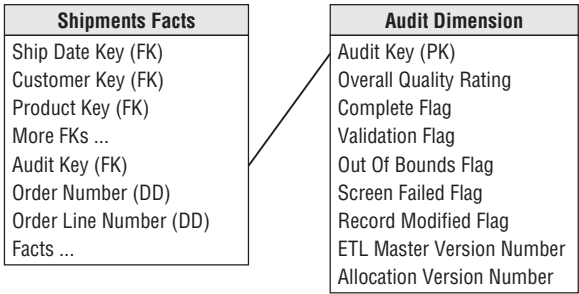 Shipments Facts
Ship Date Key (FK)
Customer Key (FK)
Product Key (FK)
More FKs ...
Audit Key (FK)
Order Number (DD)
Order Line Number (DD)
Facts ...
Audit Dimension
Audit Key (PK)
Overall Quality Rating
Complete Flag
Validation Flag
Out Of Bounds Flag
Screen Failed Flag
Record Modified Flag
ETL Master Version Number
Allocation Version Number